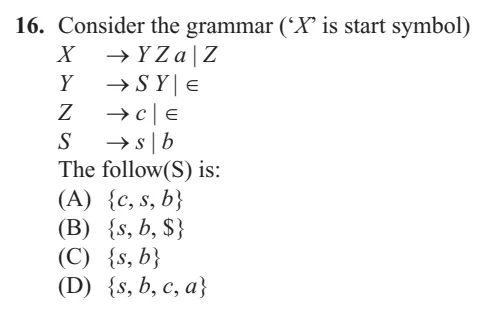 16. Consider the grammar (‘X’ is start symbol)
X → Y Z a | Z
Y → S Y | ∈
Z → c | ∈
S → s | b
The follow(S) is:
(A) {c, s, b}
(B) {s, b, $}
(C) {s, b}
(D) {s, b, c, a}